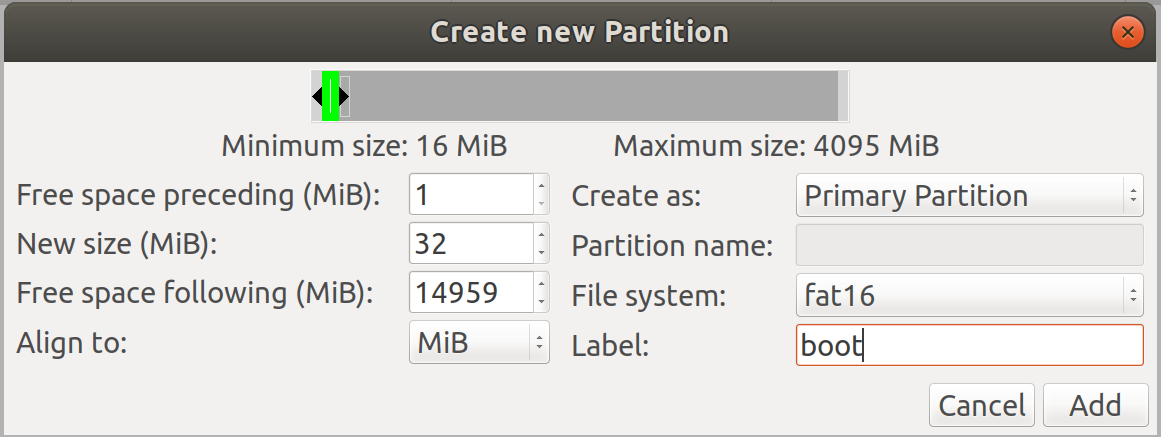 Create new Partition
Minimum size: 16 MiB Maximum size: 4095 MiB
Free space preceding (MiB): 1 Create as: Primary Partition
New size (MiB): 32 Partition name:
Free space following (MiB): 14959 File system: fat16
Align to: MiB Label: boot
Cancel Add